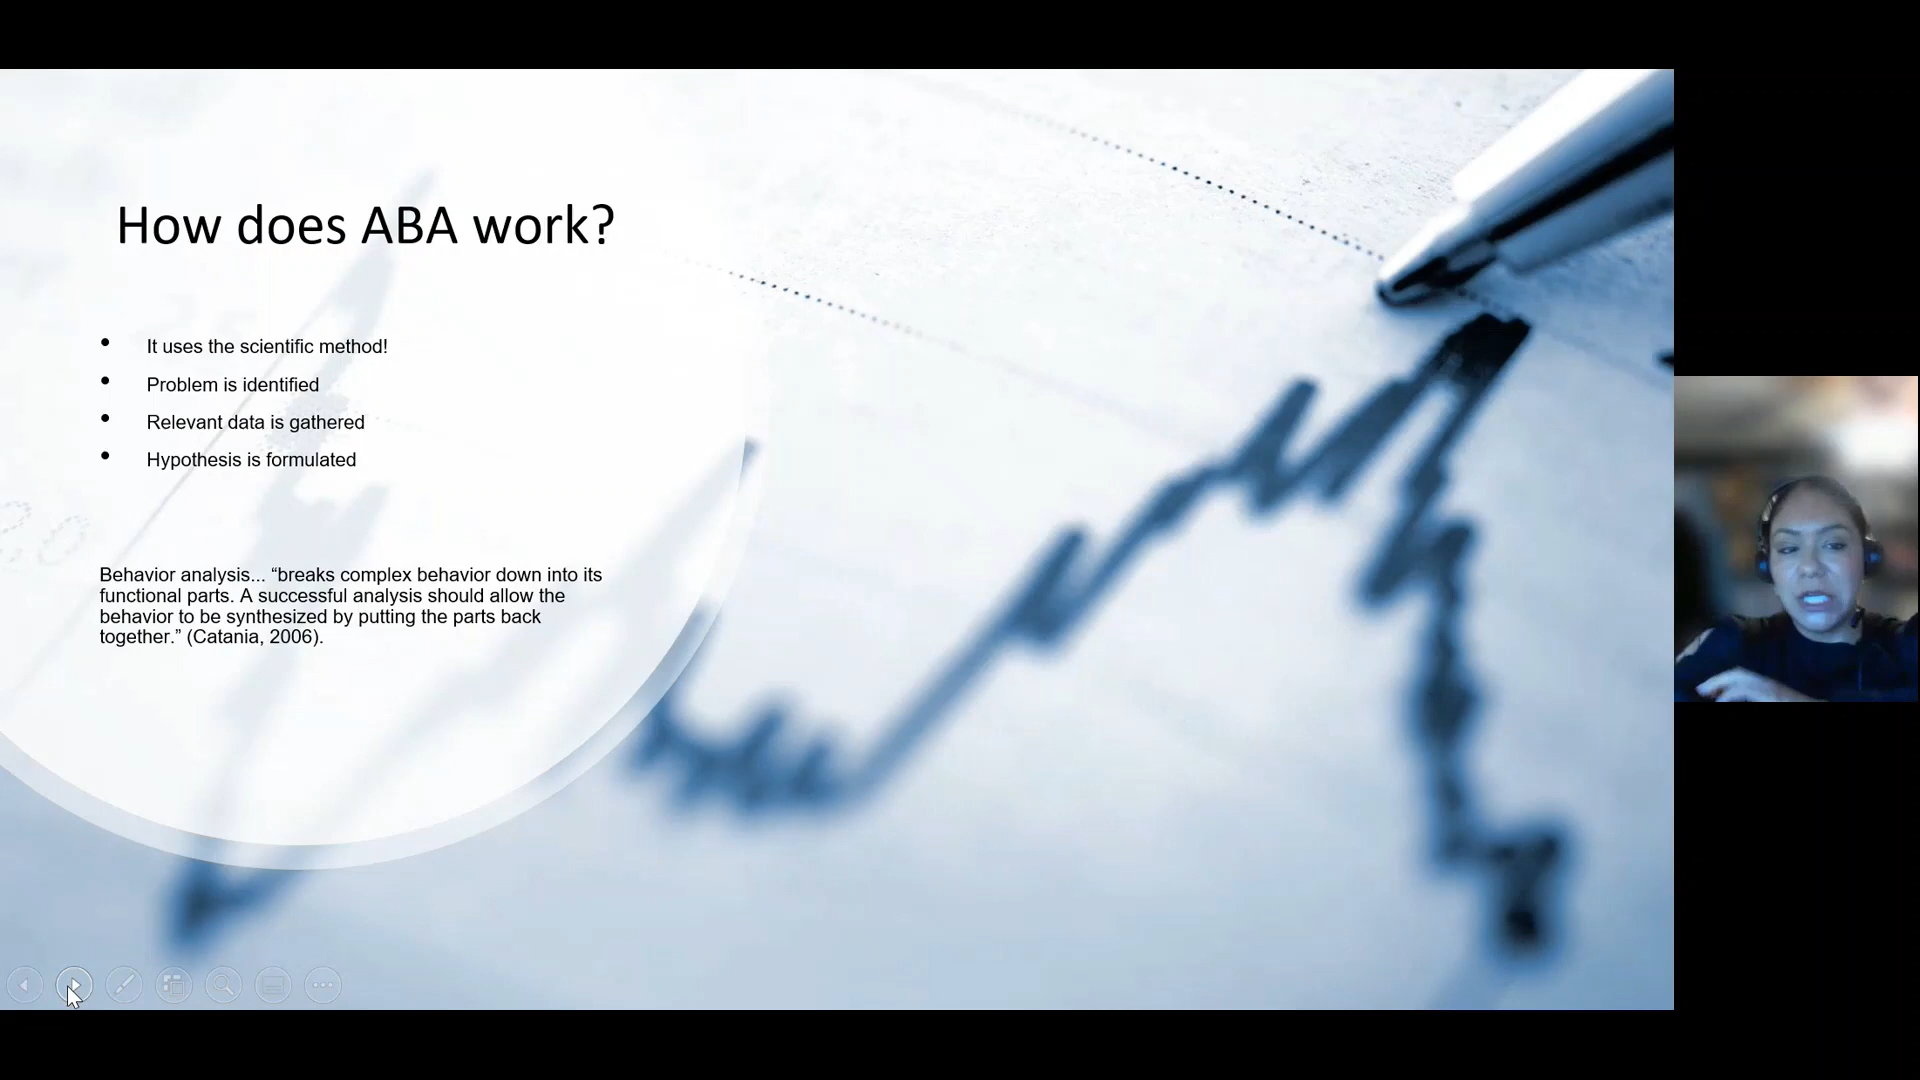 How does ABA work?
• It uses the scientific method!
• Problem is identified
• Relevant data is gathered
• Hypothesis is formulated
Behavior analysis... “breaks complex behavior down into its
functional parts. A successful analysis should allow the
behavior to be synthesized by putting the parts back
together.” (Catania, 2006).